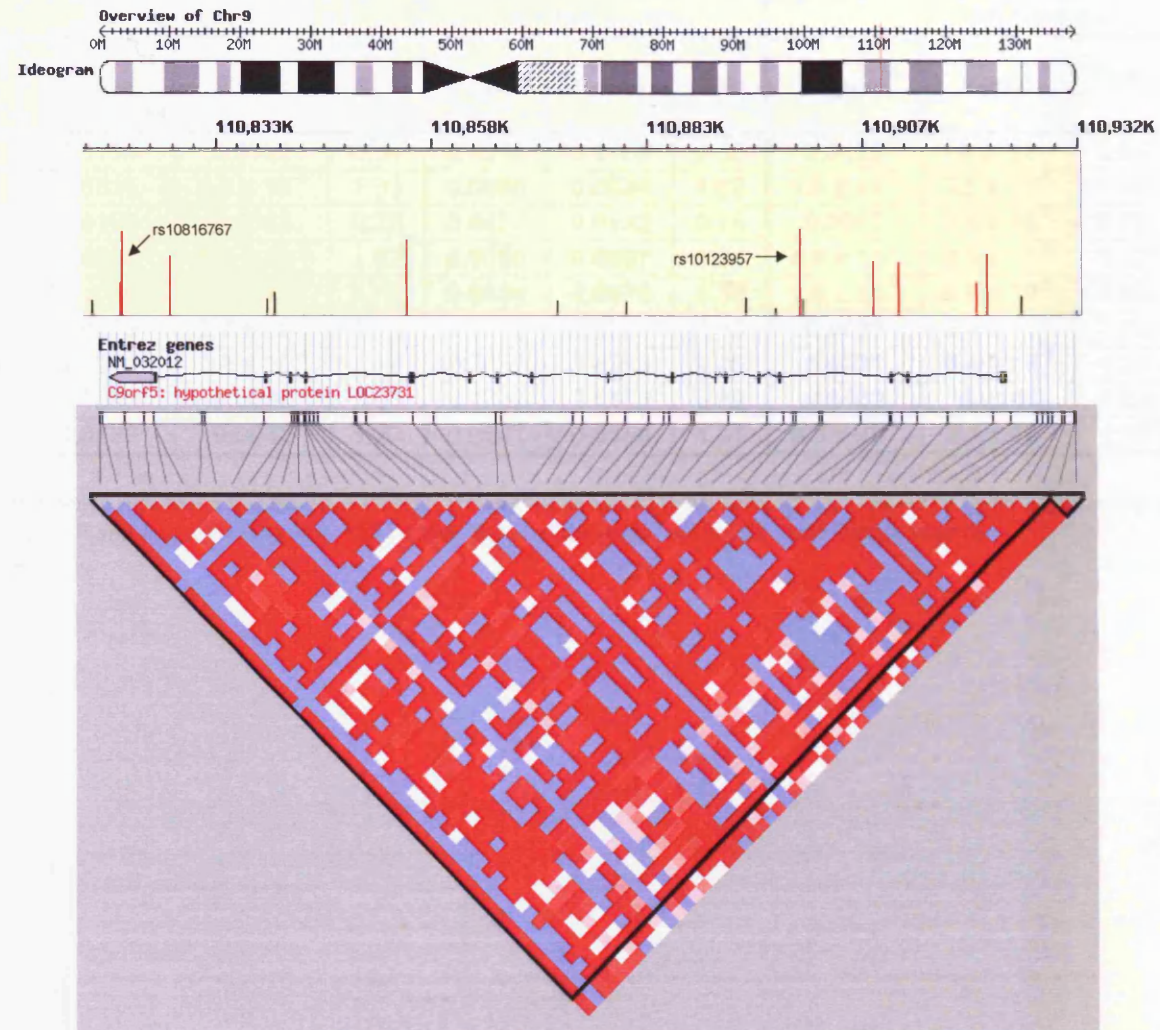 Overview of Chr9
0M 10M 20M 30M 40M 50M 60M 70M 80M 90M 100M 110M 120M 130M
Ideogram
110,833K 110,858K 110,883K 110,907K 110,932K
rs10816767
rs10123957
Entrez genes
NM_032012
C9orf5: hypothetical protein LOC23731